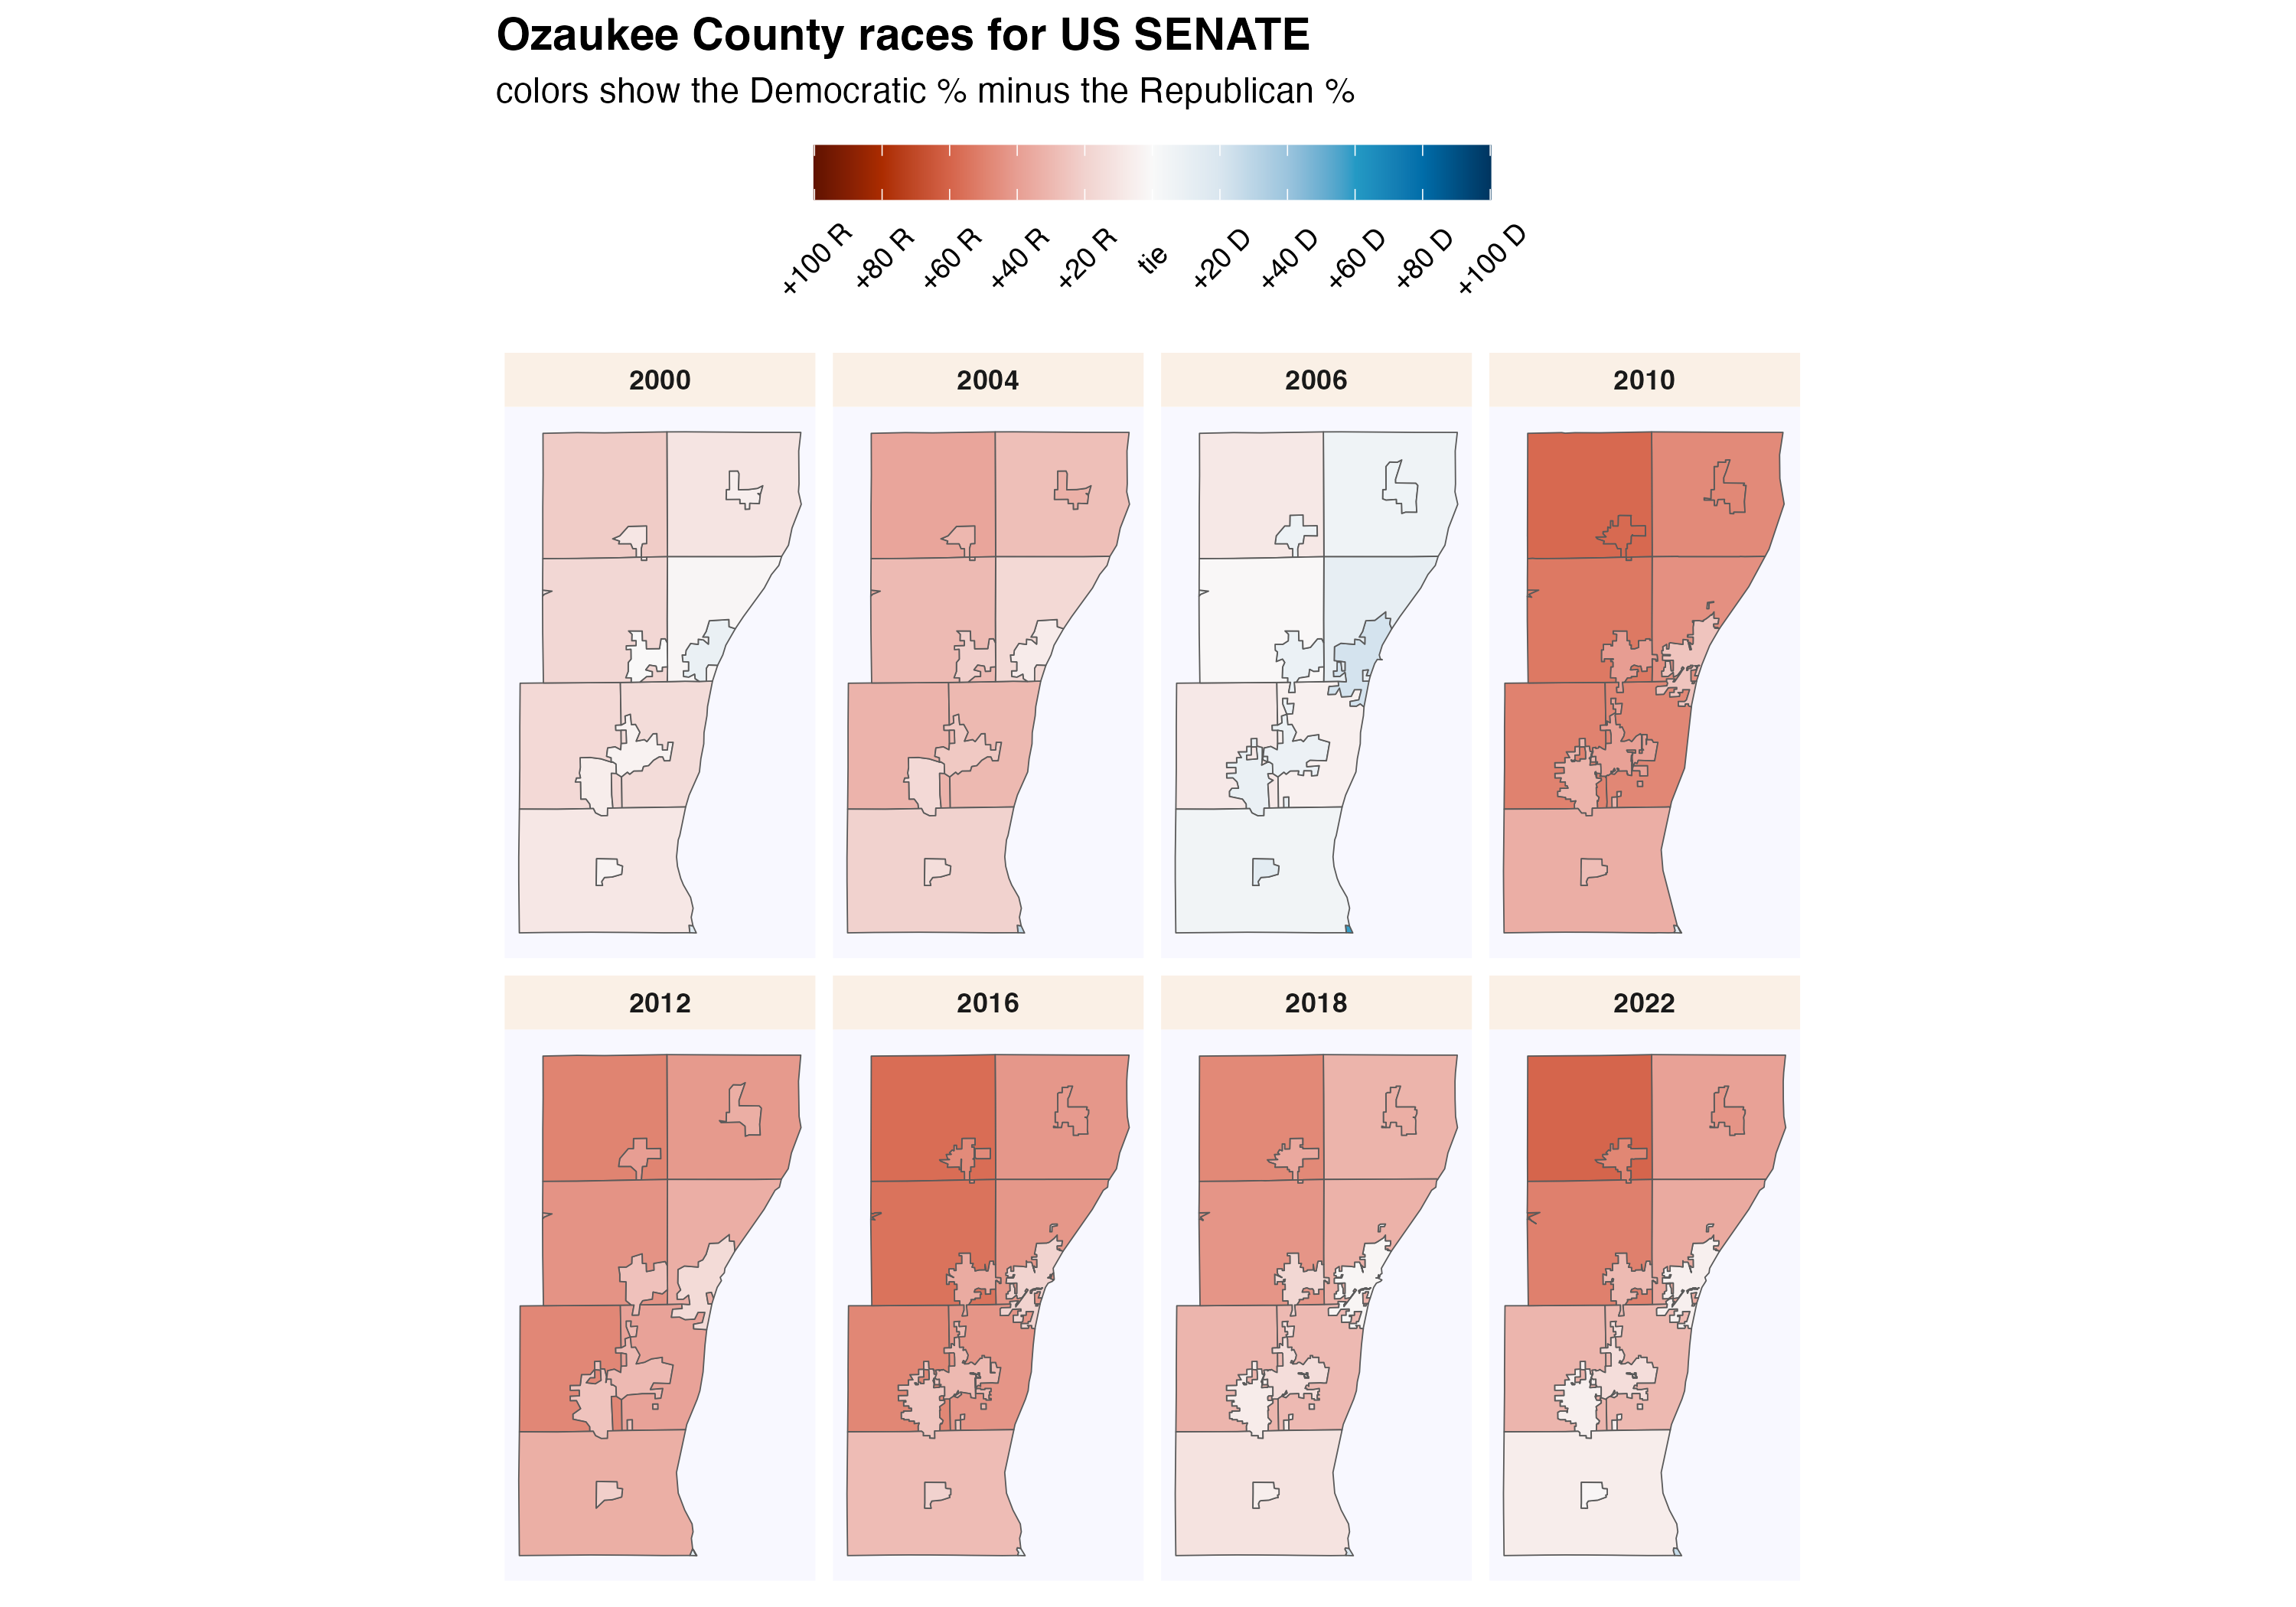 Ozaukee County races for US SENATE
colors show the Democratic % minus the Republican %
+100 R
+80 R
+60 R
+40 R
+20 R
tie
+20 D
+40 D
+60 D
+80 D
+100 D
2000
2004
2006
2010
2012
2016
2018
2022